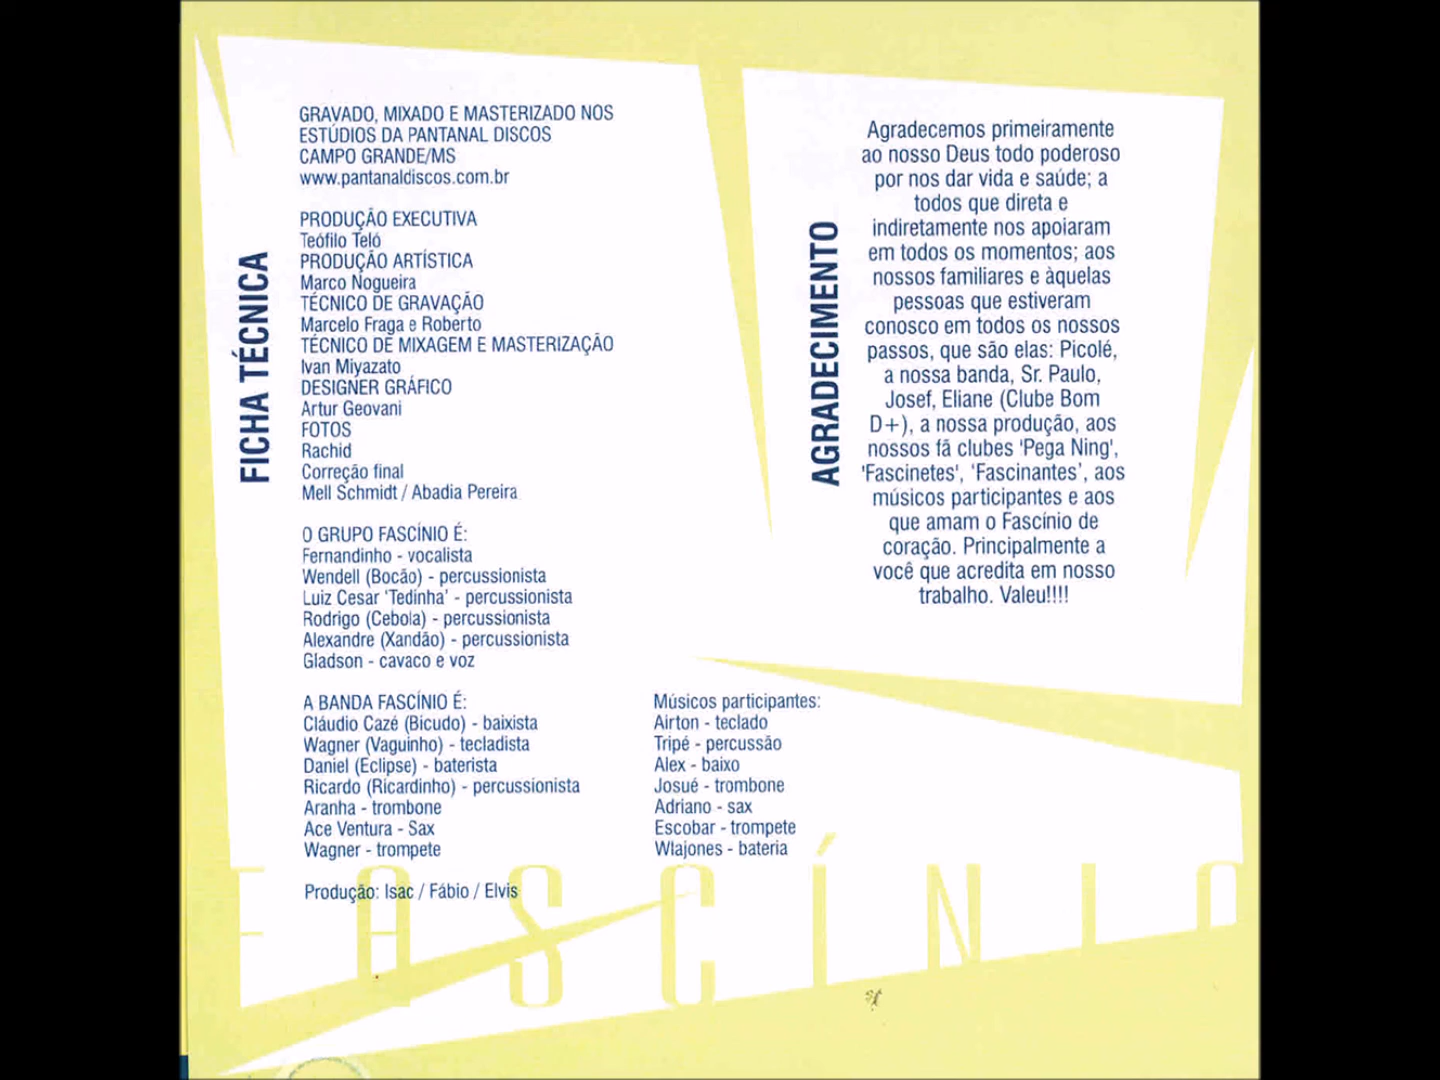 FICHA TÉCNICA
GRAVADO, MIXADO E MASTERIZADO NOS
ESTÚDIOS DA PANTANAL DISCOS
CAMPO GRANDE/MS
www.pantanaldiscos.com.br
PRODUÇÃO EXECUTIVA
Teófilo Teló
PRODUÇÃO ARTÍSTICA
Marco Nogueira
TÉCNICO DE GRAVAÇÃO
Marcelo Fraga e Roberto
TÉCNICO DE MIXAGEM E MASTERIZAÇÃO
Ivan Miyazato
DESIGNER GRÁFICO
Artur Geovani
FOTOS
Rachid
Correção final
Mell Schmidt / Abadia Pereira
O GRUPO FASCÍNIO É:
Fernandinho - vocalista
Wendell (Bocão) - percussionista
Luiz Cesar 'Tedinha' - percussionista
Rodrigo (Cebola) - percussionista
Alexandre (Xandão) - percussionista
Gladson - cavaco e voz
A BANDA FASCÍNIO É:
Cláudio Cazé (Bicudo) - baixista
Wagner (Vaguinho) - tecladista
Daniel (Eclipse) - baterista
Ricardo (Ricardinho) - percussionista
Aranha - trombone
Ace Ventura - Sax
Wagner - trompete
Produção: Isac / Fábio / Elvis
Músicos participantes:
Airton - teclado
Tripé - percussão
Alex - baixo
Josué - trombone
Adriano - sax
Escobar - trompete
Wlajones - bateria
AGRADECIMENTO
Agradecemos primeiramente
ao nosso Deus todo poderoso
por nos dar vida e saúde; a
todos que direta e
indiretamente nos apoiaram
em todos os momentos; aos
nossos familiares e àquelas
pessoas que estiveram
conosco em todos os nossos
passos, que são elas: Picolé,
a nossa banda, Sr. Paulo,
Josef, Eliane (Clube Bom
D+), a nossa produção, aos
nossos fã clubes 'Pega Ning',
'Fascinetes', 'Fascinantes', aos
músicos participantes e aos
que amam o Fascínio de
coração. Principalmente a
você que acredita em nosso
trabalho. Valeu!!!!
FASCÍNIO